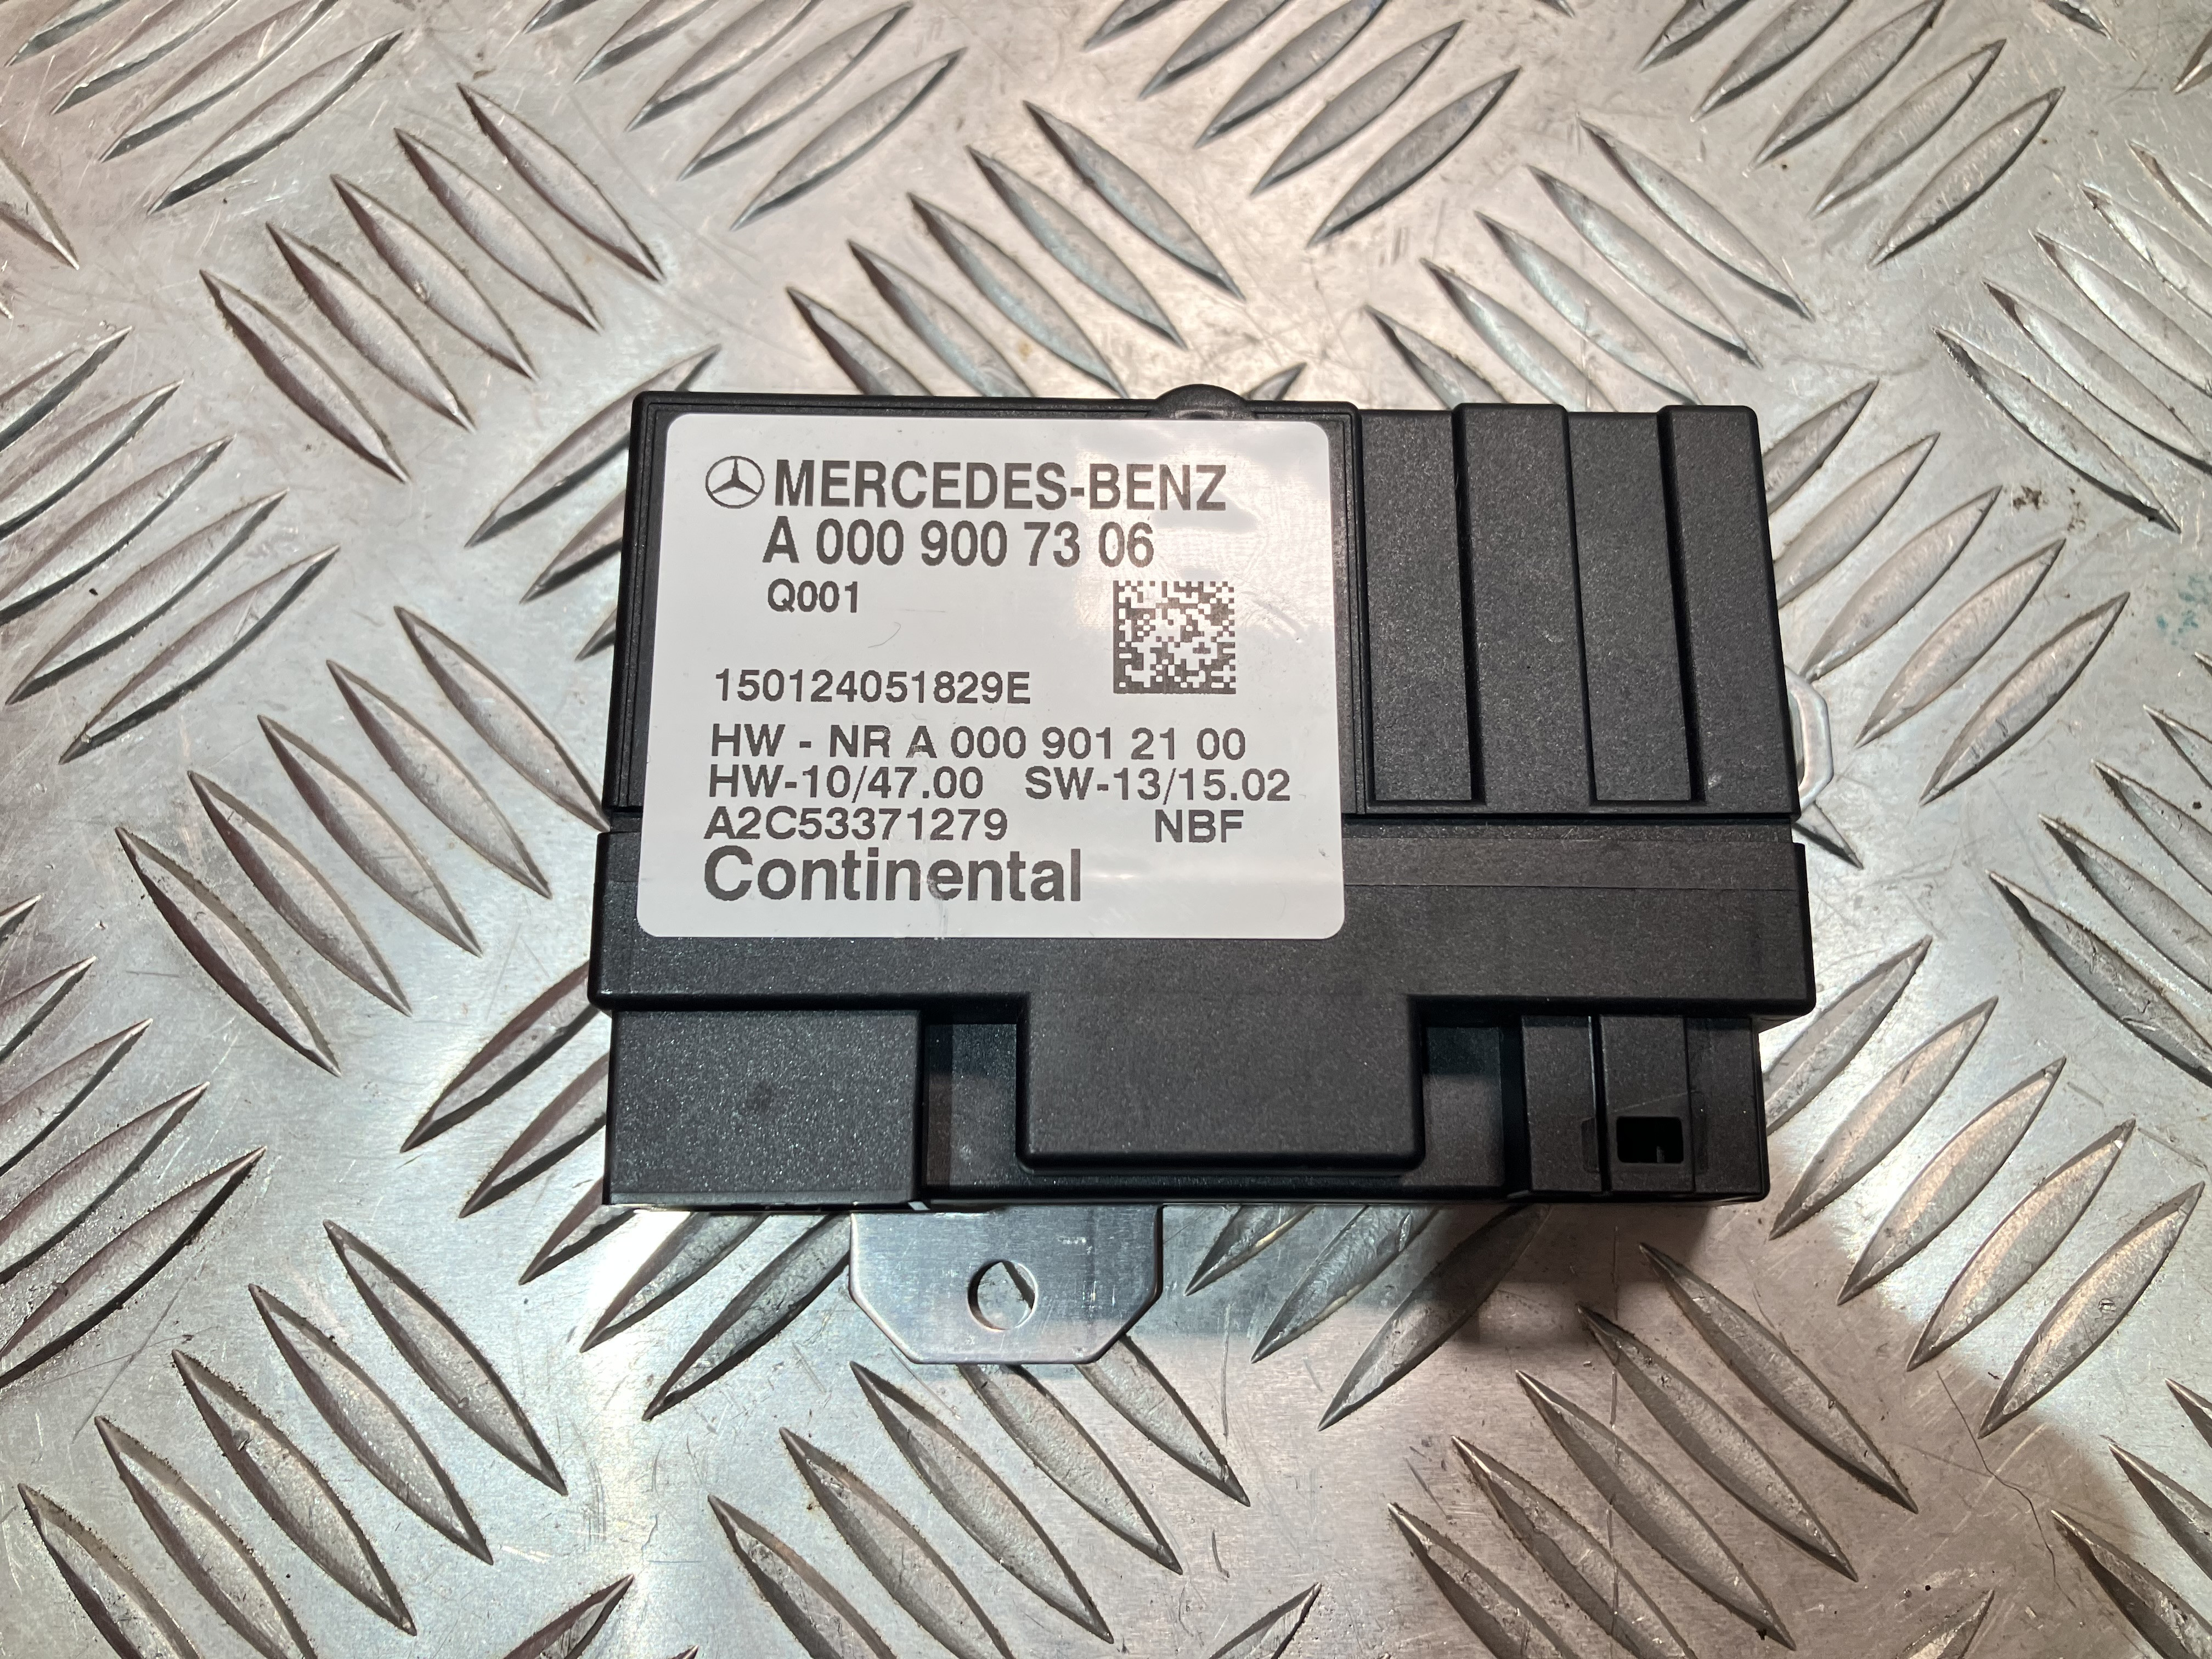 MERCEDES-BENZ
A 000 900 73 06
Q001
150124051829E
HW - NR A 000 901 21 00
HW-10/47.00 SW-13/15.02
A2C53371279 NBF
Continental